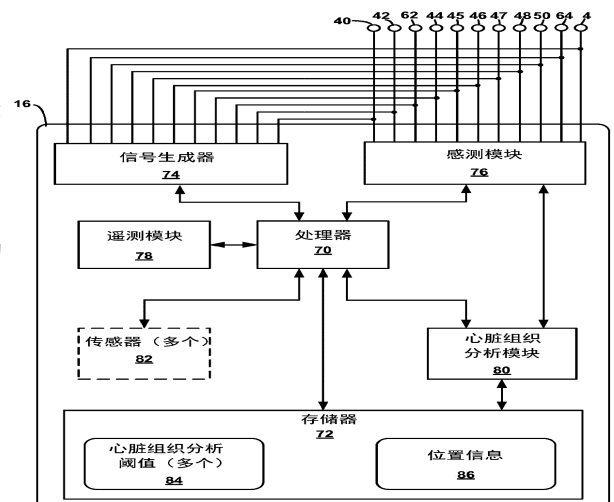 40 42 62 44 45 46 47 48 50 64 4
16
信号生成器
74
感测模块
76
遥测模块
78
处理器
70
传感器（多个）
82
心脏组织
分析模块
80
存储器
72
心脏组织分析
阈值（多个）
84
位置信息
86